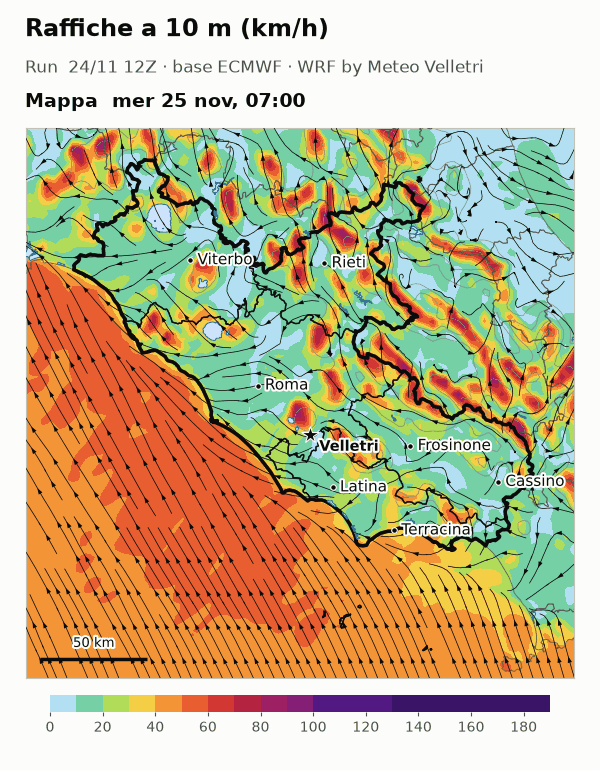 Raffiche a 10 m (km/h)
Run  24/11 12Z · base ECMWF · WRF by Meteo Velletri
Mappa  mer 25 nov, 07:00
Viterbo
Rieti
Roma
Velletri
Frosinone
Latina
Cassino
Terracina
50 km
0 20 40 60 80 100 120 140 160 180